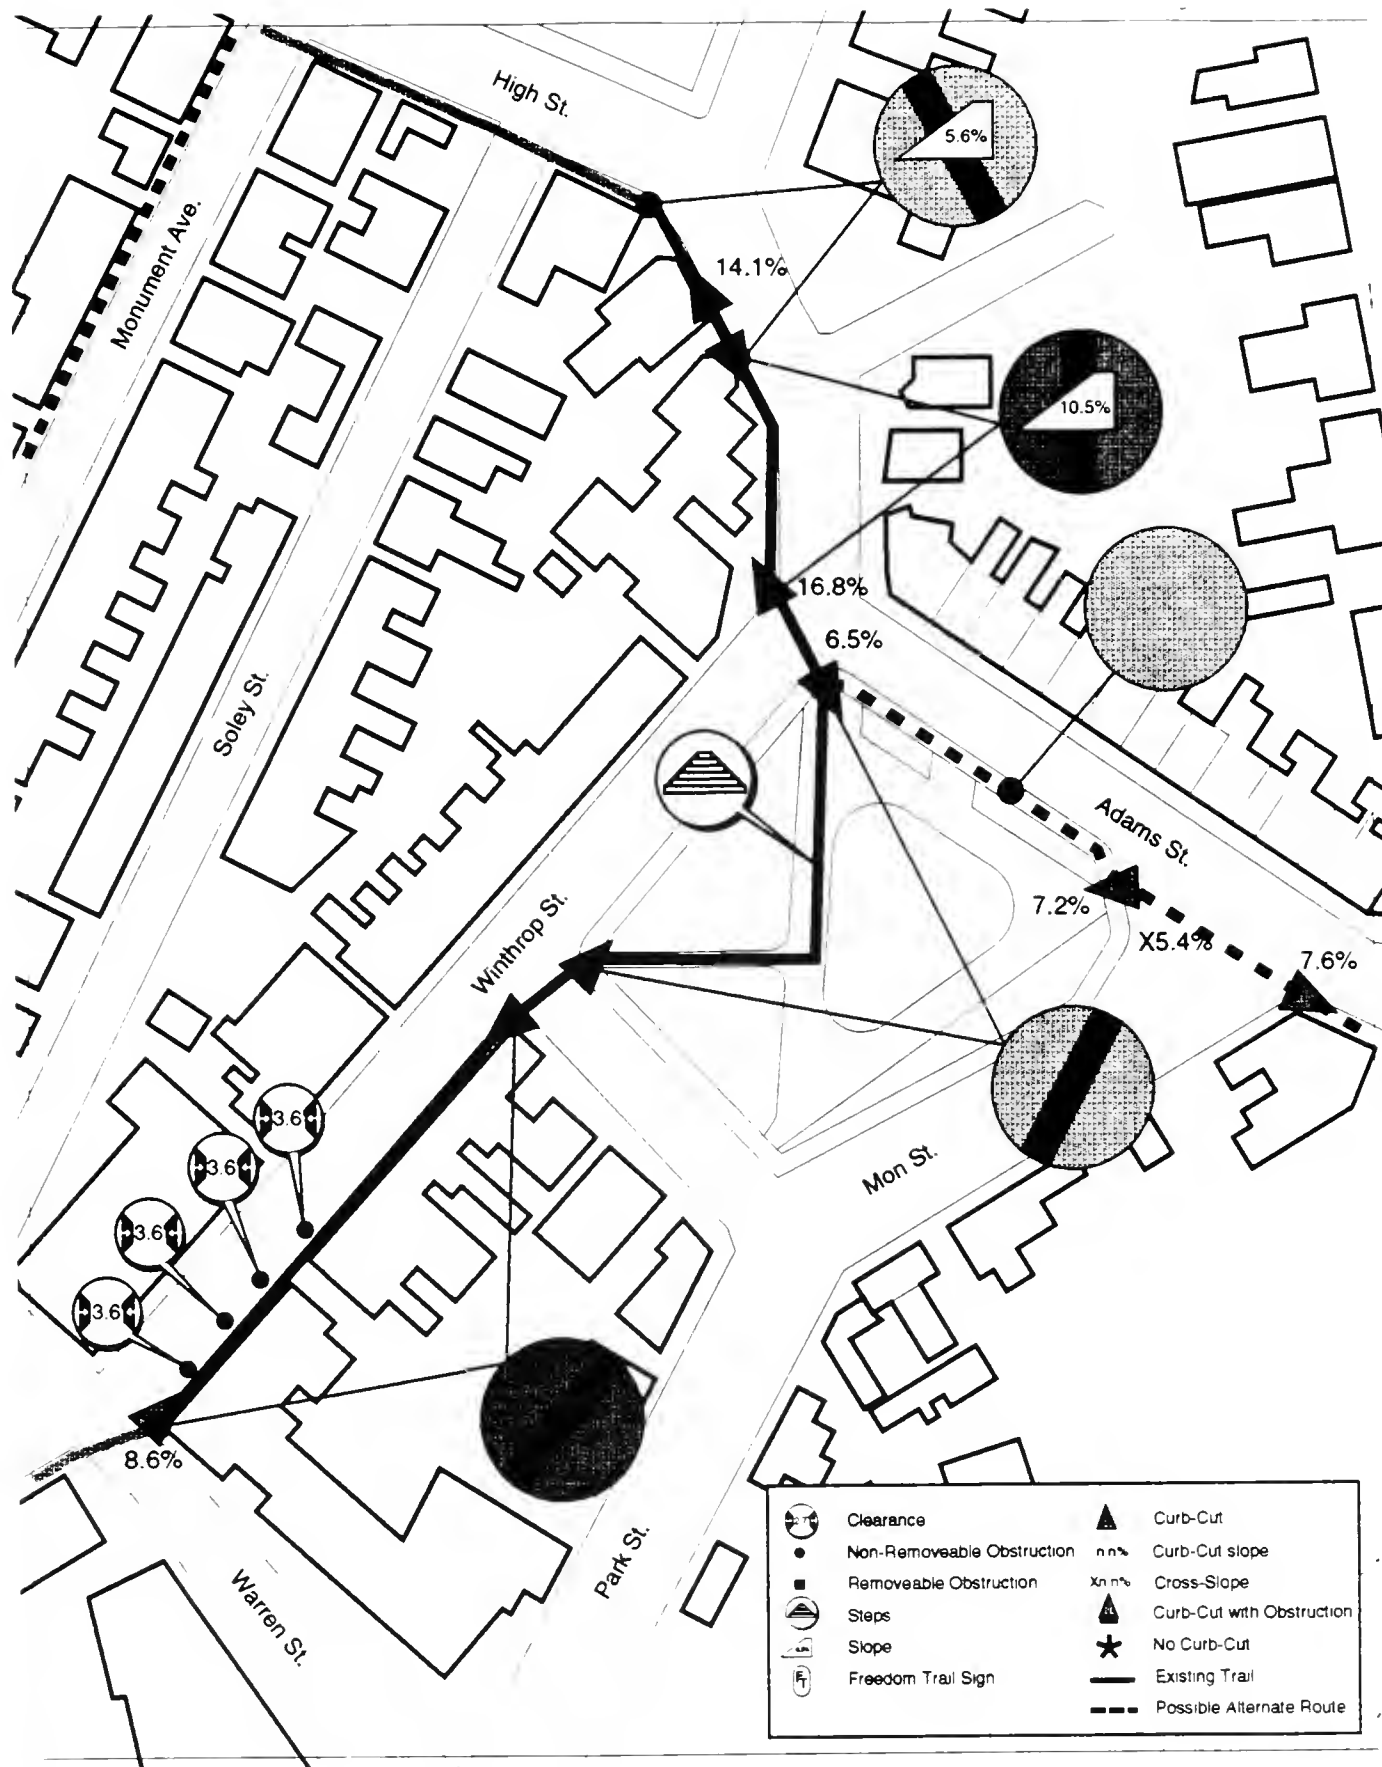 High St.
5.6%
Monument Ave.
14.1%
10.5%
16.8%
6.5%
Soley St.
Adams St.
7.2%
X5.4%
7.6%
Winthrop St.
3.6
3.6
3.6
3.6
Mon St.
8.6%
Warren St.
Park St.
Clearance
Non-Removeable Obstruction
Removeable Obstruction
Steps
Slope
FT Freedom Trail Sign
Curb-Cut
n n% Curb-Cut slope
Xn n% Cross-Slope
Curb-Cut with Obstruction
No Curb-Cut
Existing Trail
Possible Alternate Route